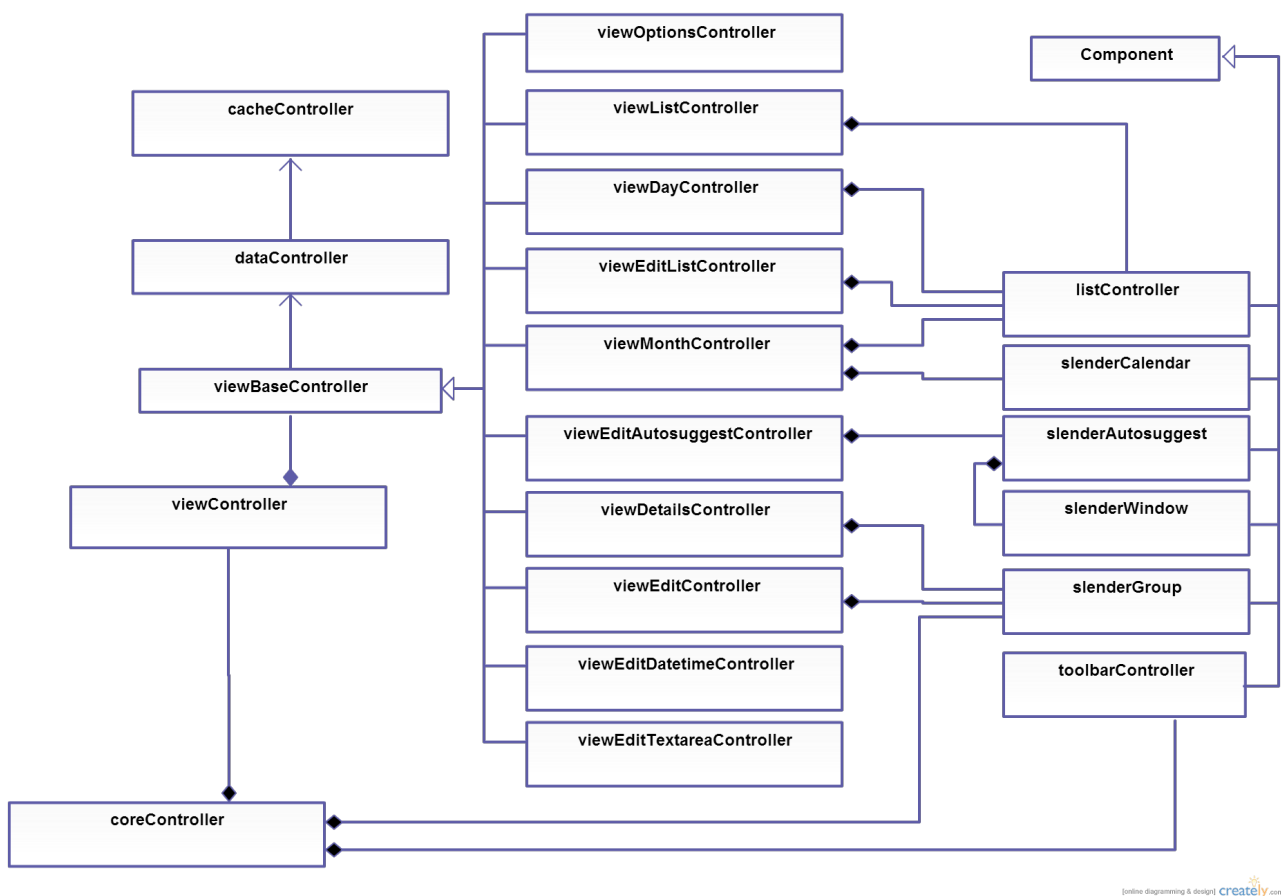 viewOptionsController
Component
viewListController
cacheController
viewDayController
dataController
viewEditListController
listController
viewMonthController
slenderCalendar
viewBaseController
viewEditAutosuggestController
slenderAutosuggest
viewController
viewDetailsController
slenderWindow
viewEditController
slenderGroup
viewEditDatetimeController
toolbarController
viewEditTextareaController
coreController
[online diagramming & design] creately.com